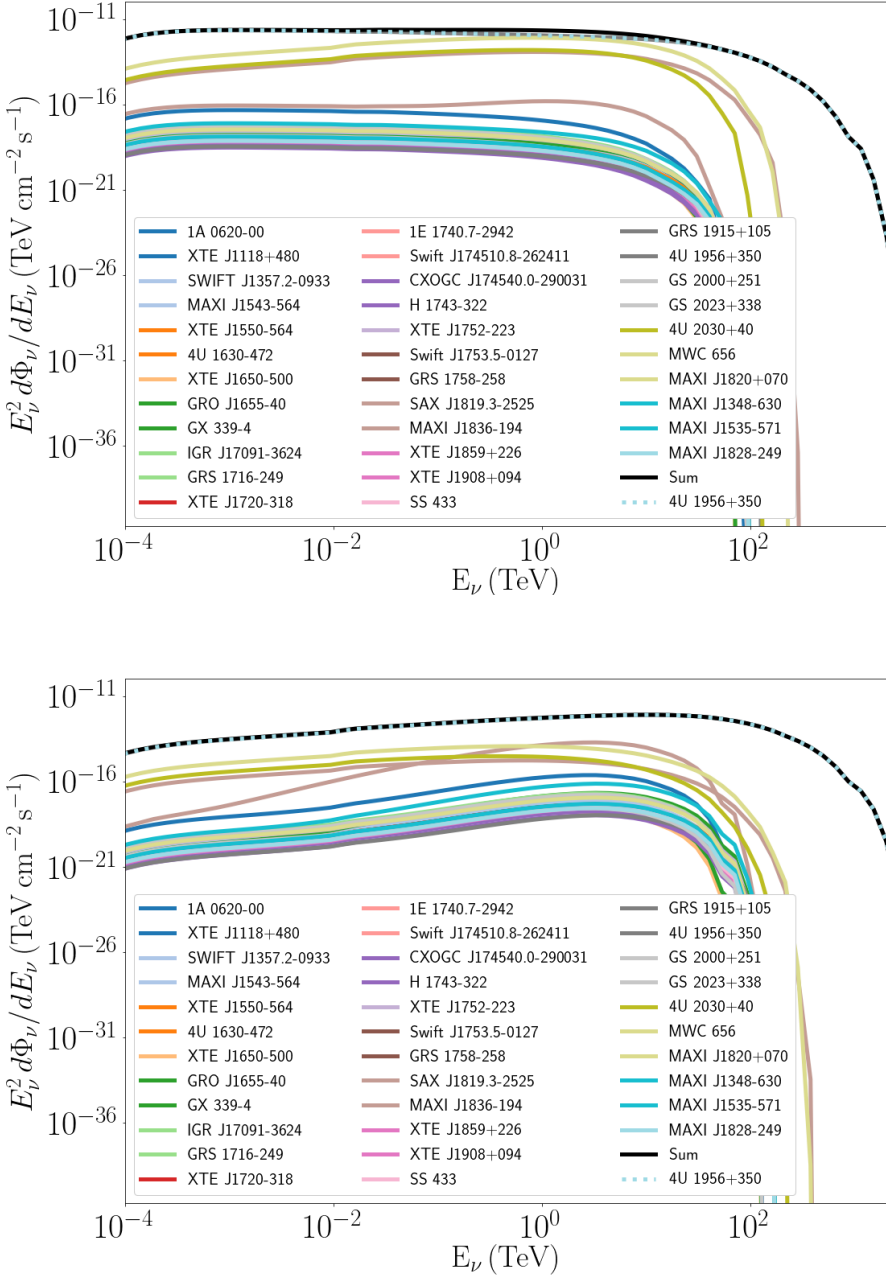 10⁻¹¹
10⁻¹⁶
10⁻²¹
10⁻²⁶
10⁻³¹
10⁻³⁶
E_ν² dΦ_ν/dE_ν (TeV cm⁻² s⁻¹)
1A 0620-00
XTE J1118+480
SWIFT J1357.2-0933
MAXI J1543-564
XTE J1550-564
4U 1630-472
XTE J1650-500
GRO J1655-40
GX 339-4
IGR J17091-3624
GRS 1716-249
XTE J1720-318
1E 1740.7-2942
Swift J174510.8-262411
CXOGC J174540.0-290031
H 1743-322
XTE J1752-223
Swift J1753.5-0127
GRS 1758-258
SAX J1819.3-2525
MAXI J1836-194
XTE J1859+226
XTE J1908+094
SS 433
GRS 1915+105
4U 1956+350
GS 2000+251
GS 2023+338
4U 2030+40
MWC 656
MAXI J1820+070
MAXI J1348-630
MAXI J1535-571
MAXI J1828-249
Sum
4U 1956+350
10⁻⁴ 10⁻² 10⁰ 10²
E_ν (TeV)
10⁻¹¹
10⁻¹⁶
10⁻²¹
10⁻²⁶
10⁻³¹
10⁻³⁶
E_ν² dΦ_ν/dE_ν (TeV cm⁻² s⁻¹)
1A 0620-00
XTE J1118+480
SWIFT J1357.2-0933
MAXI J1543-564
XTE J1550-564
4U 1630-472
XTE J1650-500
GRO J1655-40
GX 339-4
IGR J17091-3624
GRS 1716-249
XTE J1720-318
1E 1740.7-2942
Swift J174510.8-262411
CXOGC J174540.0-290031
H 1743-322
XTE J1752-223
Swift J1753.5-0127
GRS 1758-258
SAX J1819.3-2525
MAXI J1836-194
XTE J1859+226
XTE J1908+094
SS 433
GRS 1915+105
4U 1956+350
GS 2000+251
GS 2023+338
4U 2030+40
MWC 656
MAXI J1820+070
MAXI J1348-630
MAXI J1535-571
MAXI J1828-249
Sum
4U 1956+350
10⁻⁴ 10⁻² 10⁰ 10²
E_ν (TeV)